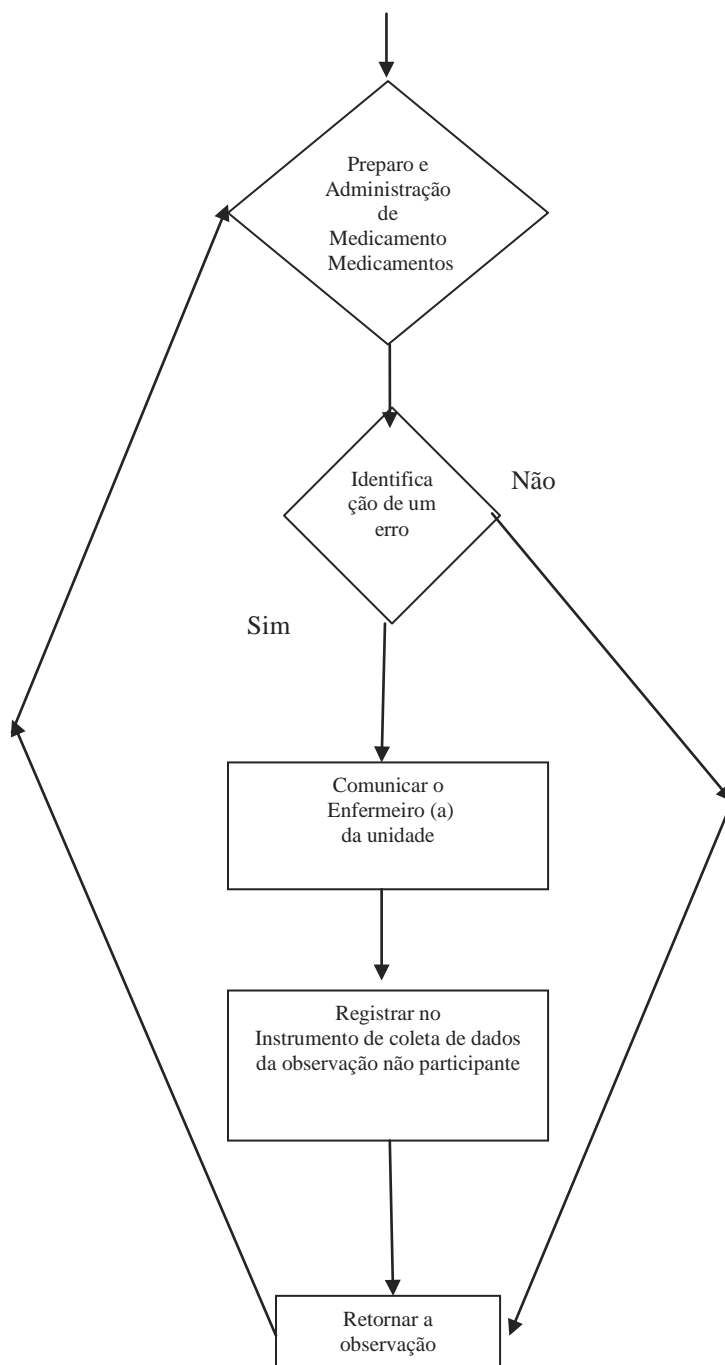 Preparo e
Administração
de
Medicamento
Medicamentos
Identifica
ção de um
erro
Não
Sim
Comunicar o
Enfermeiro (a)
da unidade
Registrar no
Instrumento de coleta de dados
da observação não participante
Retornar a
observação